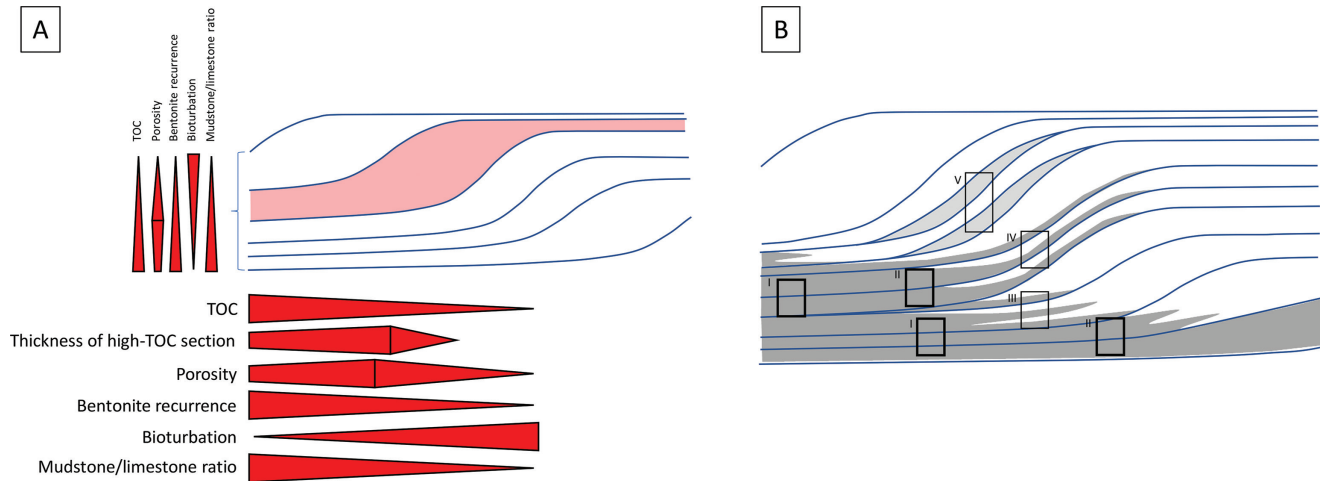 A
TOC
Porosity
Bentonite recurrence
Bioturbation
Mudstone/limestone ratio
TOC
Thickness of high-TOC section
Porosity
Bentonite recurrence
Bioturbation
Mudstone/limestone ratio
B
V
IV
I
II
III
I
II